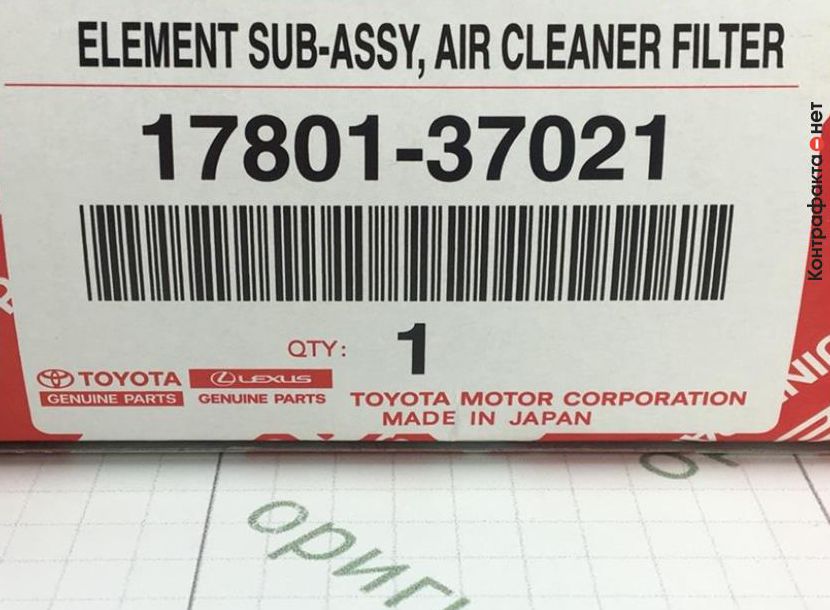 ELEMENT SUB-ASSY, AIR CLEANER FILTER
17801-37021
QTY: 1
TOYOTA
GENUINE PARTS
LEXUS
GENUINE PARTS
TOYOTA MOTOR CORPORATION
MADE IN JAPAN
Контрафакта нет